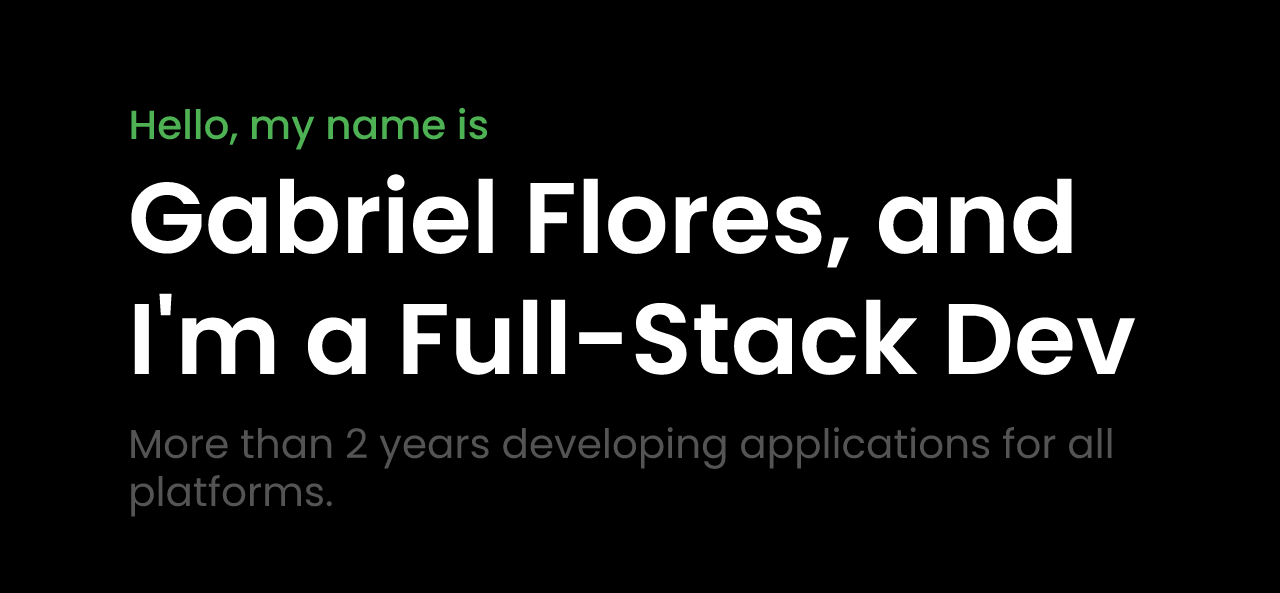 Hello, my name is
Gabriel Flores, and
I'm a Full-Stack Dev
More than 2 years developing applications for all
platforms.